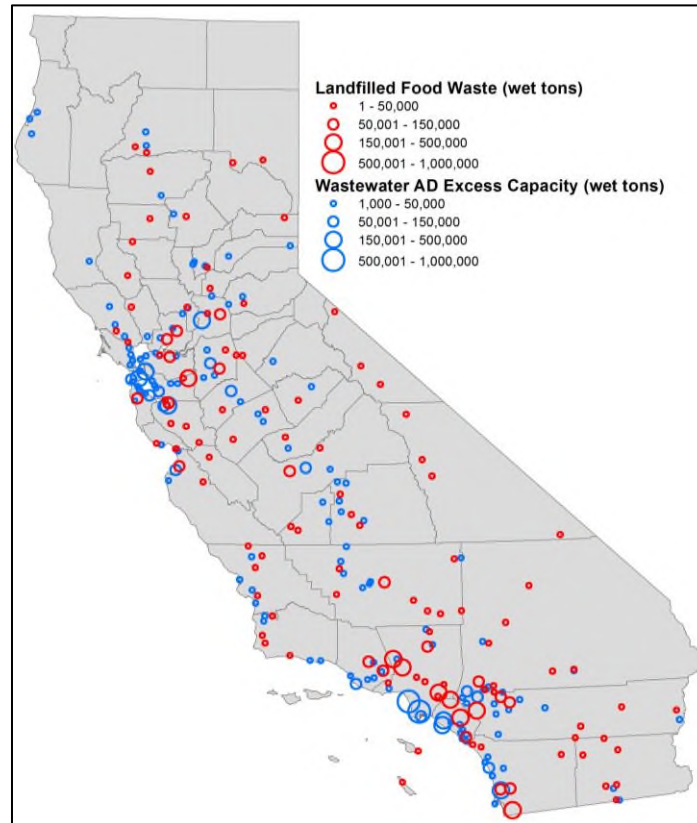 Landfilled Food Waste (wet tons)
1 - 50,000
50,001 - 150,000
150,001 - 500,000
500,001 - 1,000,000
Wastewater AD Excess Capacity (wet tons)
1,000 - 50,000
50,001 - 150,000
150,001 - 500,000
500,001 - 1,000,000